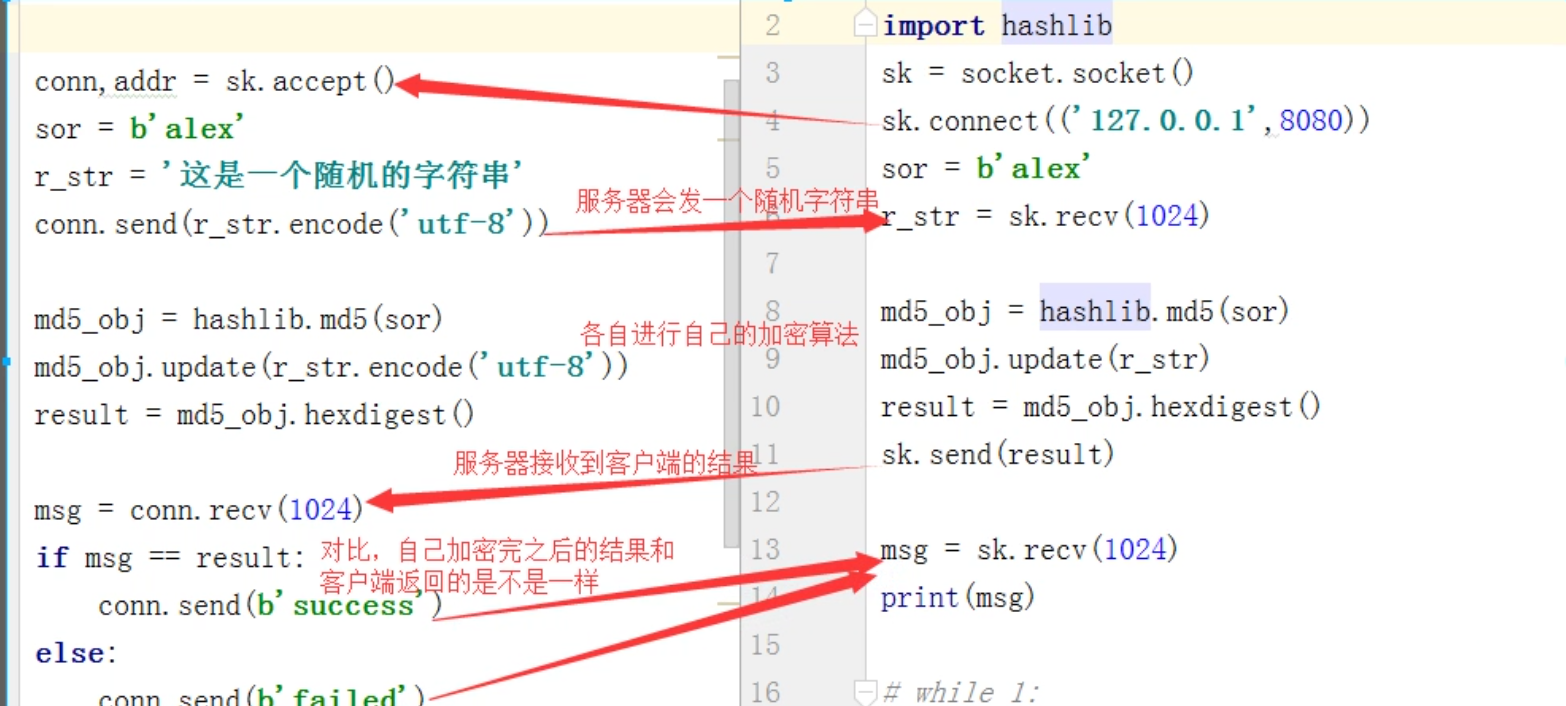 conn,addr = sk.accept()
sor = b'alex'
r_str = '这是一个随机的字符串'
conn.send(r_str.encode('utf-8'))
服务器会发一个随机字符串
md5_obj = hashlib.md5(sor)
各自进行自己的加密算法
md5_obj.update(r_str.encode('utf-8'))
result = md5_obj.hexdigest()
服务器接收到客户端的结果
msg = conn.recv(1024)
if msg == result:
对比，自己加密完之后的结果和
客户端返回的是不是一样
conn.send(b'success')
else:
conn.send(b'failed')
2 import hashlib
3 sk = socket.socket()
4 sk.connect(('127.0.0.1',8080))
5 sor = b'alex'
6 r_str = sk.recv(1024)
7
8 md5_obj = hashlib.md5(sor)
9 md5_obj.update(r_str)
10 result = md5_obj.hexdigest()
11 sk.send(result)
12
13 msg = sk.recv(1024)
14 print(msg)
15
16 # while 1: